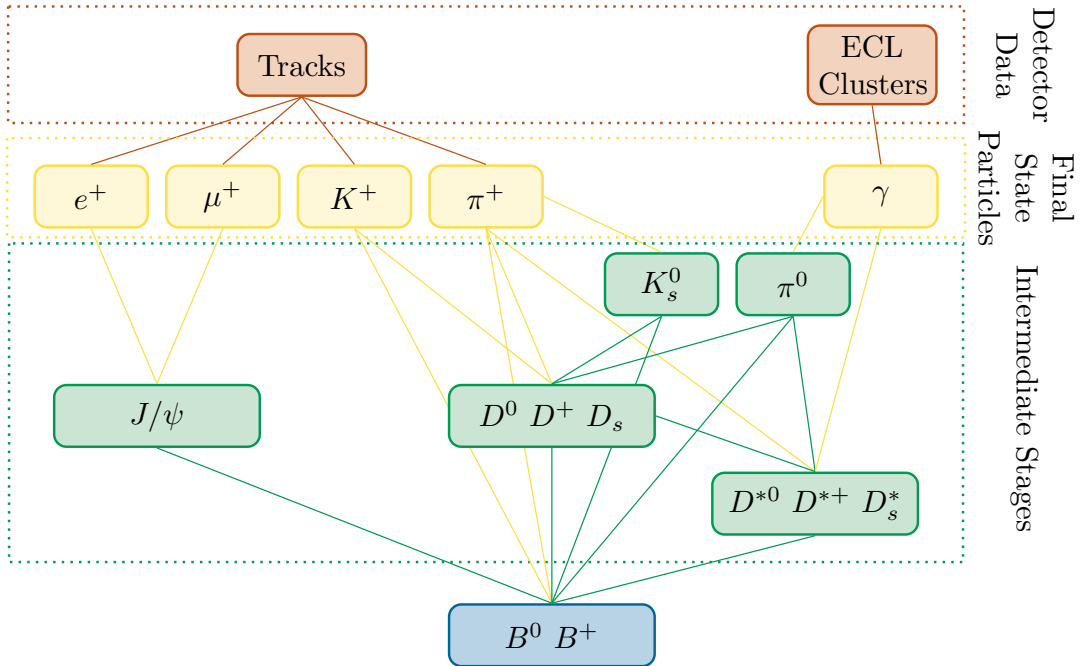 Tracks
ECL
Clusters
Detector
Data
e⁺
μ⁺
K⁺
π⁺
γ
Final
State
Particles
K⁰ₛ
π⁰
J/ψ
D⁰ D⁺ Dₛ
D*⁰ D*⁺ D*ₛ
Intermediate Stages
B⁰ B⁺